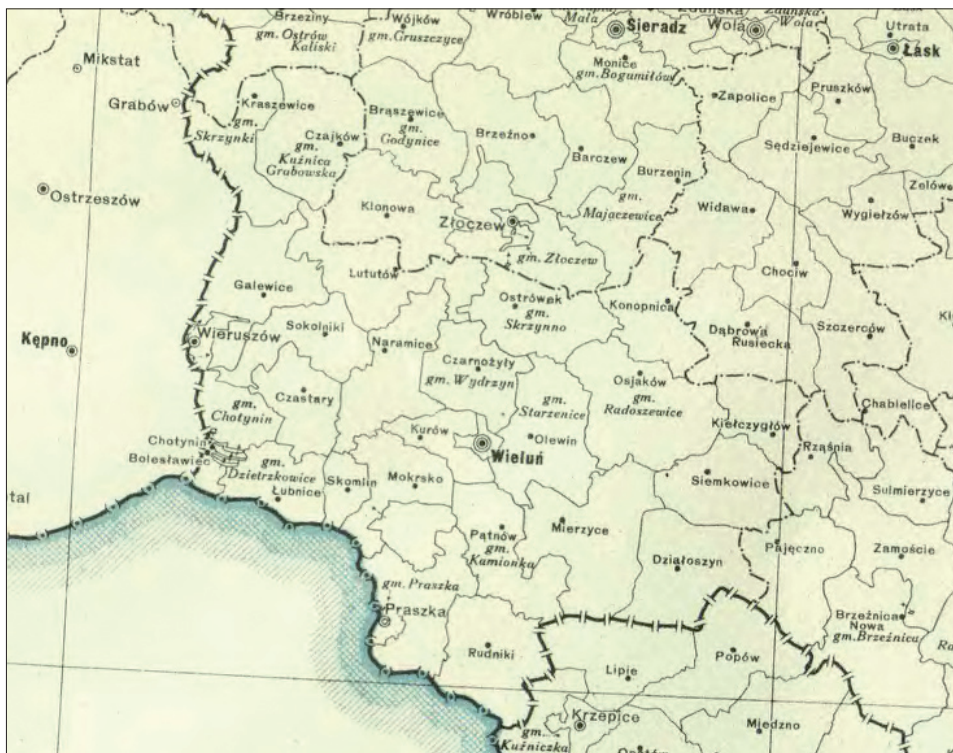 Brzeziny
gm. Ostrów
Kaliski
Wójków
gm. Gruszczyce
Wróblew
Mała
Sieradz
Zduńska
Wola
Zduńska
Wola
Utrata
Łask
Mikstat
Grabów
Monice
gm. Bogumiłów
Zapolice
Pruszków
Kraszewice
gm.
Skrzynki
Czajków
gm.
Kuźnica
Grabowska
Brąszewice
gm.
Godynice
Brzeźno
Barczew
Burzenin
gm.
Majaczewice
Sędziejewice
Buczek
Zelów
Ostrzeszów
Klonowa
Złoczew
gm. Złoczew
Widawa
Wygiełzów
Lututów
Chociw
Galewice
Ostrówek
gm.
Skrzynno
Konopnica
Kępno
Wieruszów
Sokolniki
Naramice
Dąbrowa
Rusiecka
Szczerców
Czarnożyły
gm. Wydrzyn
Osjaków
gm.
Radoszewice
gm.
Chotynin
Czastary
gm.
Starzenice
Chabielice
Kiełczygłów
Chotynin
Bolesławiec
Kurów
Wieluń
Olewin
Rząśnia
gm.
Dzietrzkowice
Łubnice
Skomlin
Mokrsko
Siemkowice
Sulmierzyce
tal
Pątnów
gm.
Kamionka
Mierzyce
Pajęczno
Zamoście
Działoszyn
gm. Praszka
Praszka
Brzeźnica
Nowa
gm. Brzeźnica
Rudniki
Lipie
Popów
Krzepice
gm.
Kuźniczka
Miedzno